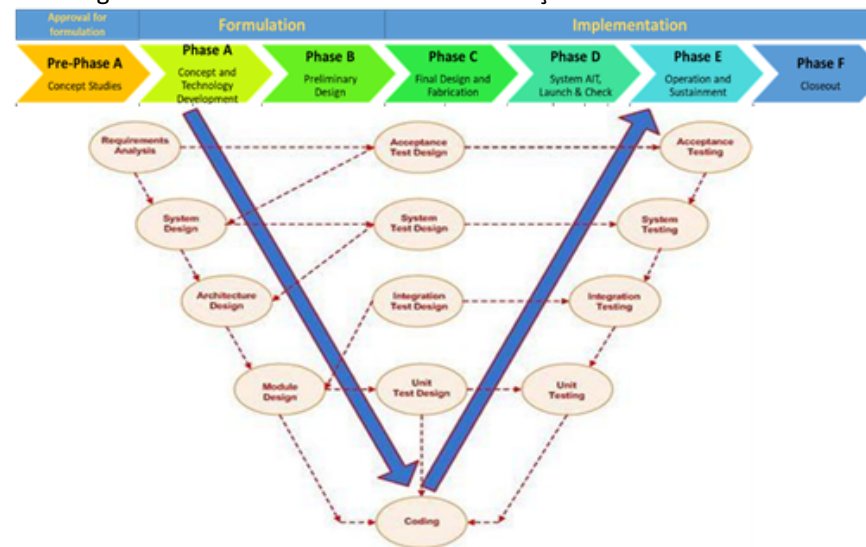 Approval for
formulation
Formulation
Implementation
Pre-Phase A
Concept Studies
Phase A
Concept and
Technology
Development
Phase B
Preliminary
Design
Phase C
Final Design and
Fabrication
Phase D
System AIT,
Launch & Check
Phase E
Operation and
Sustainment
Phase F
Closeout
Requirements
Analysis
Acceptance
Test Design
Acceptance
Testing
System
Design
System
Test Design
System
Testing
Architecture
Design
Integration
Test Design
Integration
Testing
Module
Design
Unit
Test Design
Unit
Testing
Coding